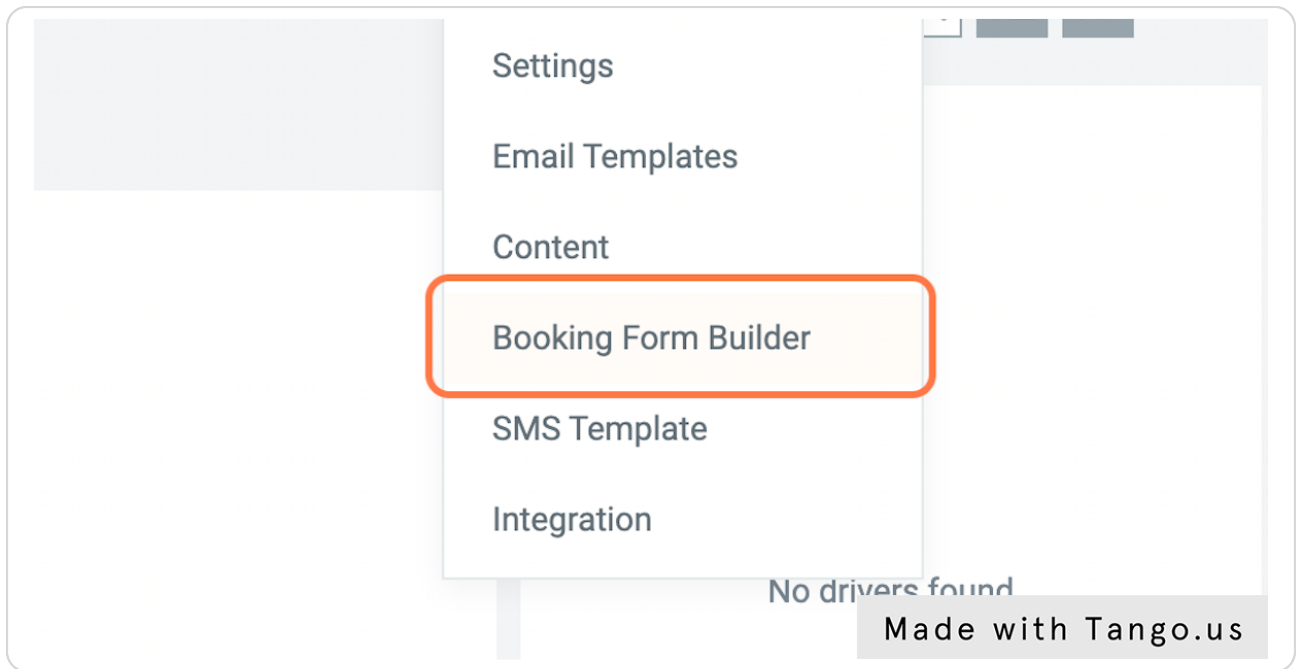 Settings
Email Templates
Content
Booking Form Builder
SMS Template
Integration
No drivers found
Made with Tango.us